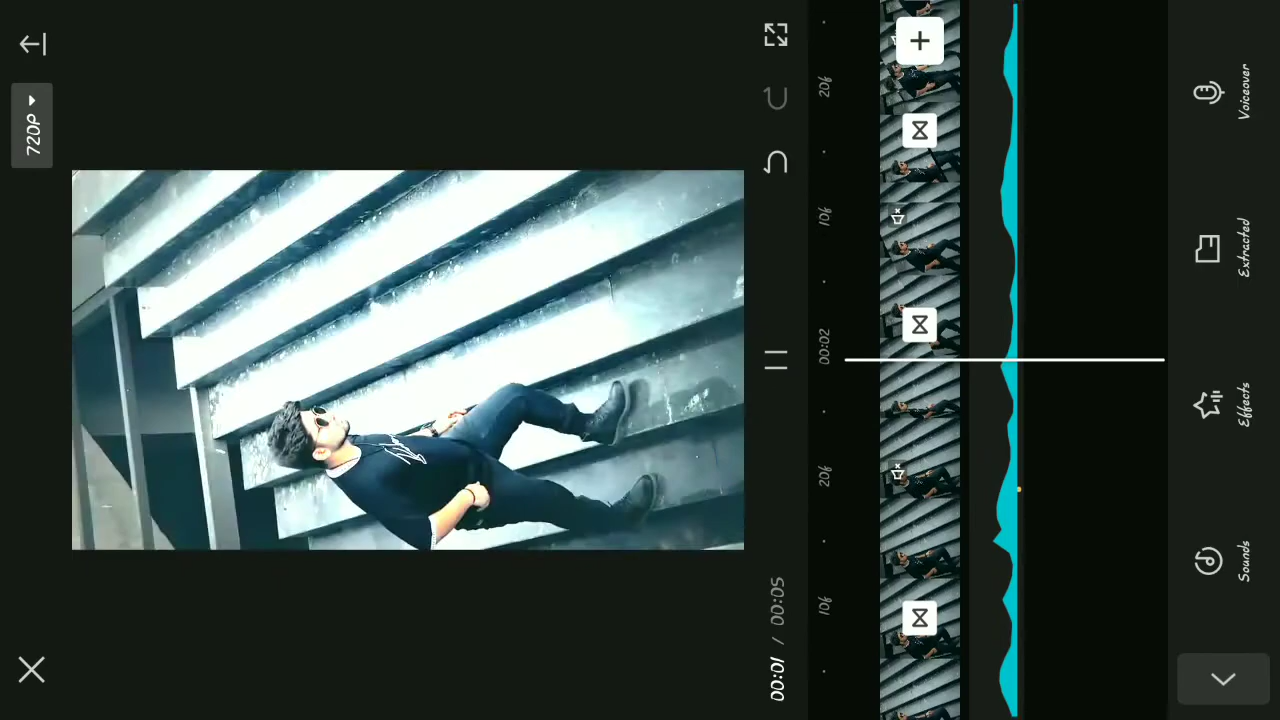 720P
00:01 / 00:05
10f
20f
00:02
10f
20f
Sounds
Effects
Extracted
Voiceover